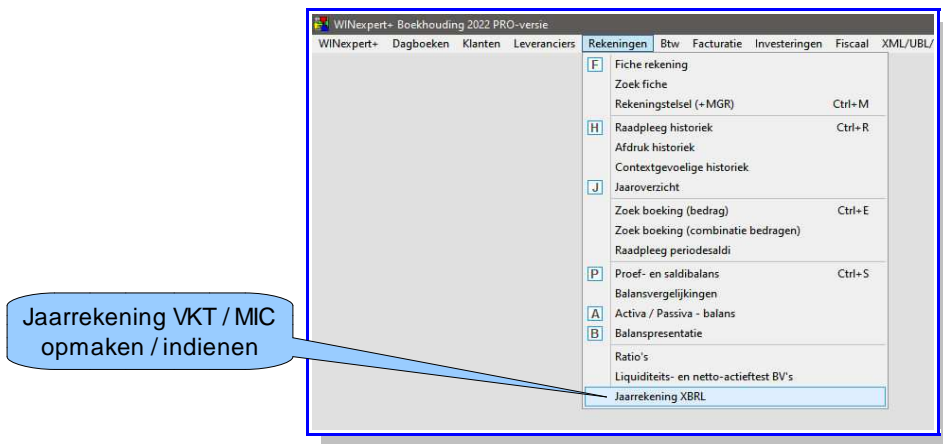 WINexpert+ Boekhouding 2022 PRO-versie
WINexpert+ Dagboeken Klanten Leveranciers Rekeningen Btw Facturatie Investeringen Fiscaal XML/UBL/
F Fiche rekening
Zoek fiche
Rekeningstelsel (+MGR) Ctrl+M
H Raadpleeg historiek Ctrl+R
Afdruk historiek
Contextgevoelige historiek
J Jaaroverzicht
Zoek boeking (bedrag) Ctrl+E
Zoek boeking (combinatie bedragen)
Raadpleeg periodesaldi
P Proef- en saldibalans Ctrl+S
Balansvergelijkingen
A Activa / Passiva - balans
B Balanspresentatie
Ratio's
Liquiditeits- en netto-actieftest BV's
Jaarrekening XBRL
Jaarrekening VKT / MIC
opmaken / indienen